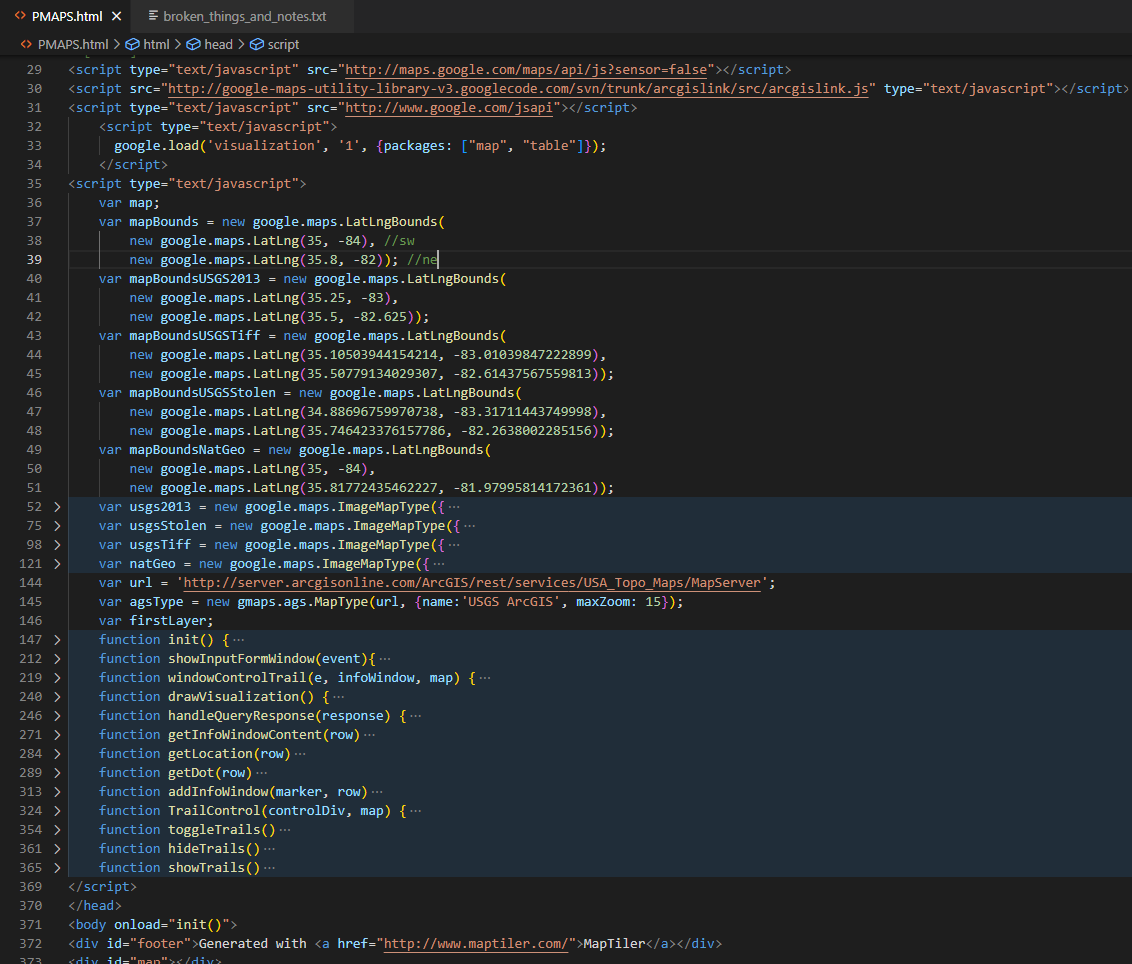 PMAPS.html
broken_things_and_notes.txt
PMAPS.html > html > head > script
29 <script type="text/javascript" src="http://maps.google.com/maps/api/js?sensor=false"></script>
30 <script src="http://google-maps-utility-library-v3.googlecode.com/svn/trunk/arcgislink/src/arcgislink.js" type="text/javascript"></script>
31 <script type="text/javascript" src="http://www.google.com/jsapi"></script>
32     <script type="text/javascript">
33       google.load('visualization', '1', {packages: ["map", "table"]});
34     </script>
35 <script type="text/javascript">
36     var map;
37     var mapBounds = new google.maps.LatLngBounds(
38         new google.maps.LatLng(35, -84), //sw
39         new google.maps.LatLng(35.8, -82)); //ne
40     var mapBoundsUSGS2013 = new google.maps.LatLngBounds(
41         new google.maps.LatLng(35.25, -83),
42         new google.maps.LatLng(35.5, -82.625));
43     var mapBoundsUSGSTiff = new google.maps.LatLngBounds(
44         new google.maps.LatLng(35.10503944154214, -83.01039847222899),
45         new google.maps.LatLng(35.50779134029307, -82.61437567559813));
46     var mapBoundsUSGSStolen = new google.maps.LatLngBounds(
47         new google.maps.LatLng(34.88696759970738, -83.31711443749998),
48         new google.maps.LatLng(35.746423376157786, -82.2638002285156));
49     var mapBoundsNatGeo = new google.maps.LatLngBounds(
50         new google.maps.LatLng(35, -84),
51         new google.maps.LatLng(35.81772435462227, -81.97995814172361));
52 > var usgs2013 = new google.maps.ImageMapType({ ···
75 > var usgsStolen = new google.maps.ImageMapType({ ···
98 > var usgsTiff = new google.maps.ImageMapType({ ···
121 > var natGeo = new google.maps.ImageMapType({ ···
144     var url = 'http://server.arcgisonline.com/ArcGIS/rest/services/USA_Topo_Maps/MapServer';
145     var agsType = new gmaps.ags.MapType(url, {name:'USGS ArcGIS', maxZoom: 15});
146     var firstLayer;
147 > function init() { ···
212 > function showInputFormWindow(event){ ···
219 > function windowControlTrail(e, infoWindow, map) { ···
240 > function drawVisualization() { ···
246 > function handleQueryResponse(response) { ···
271 > function getInfoWindowContent(row) ···
284 > function getLocation(row) ···
289 > function getDot(row) ···
313 > function addInfoWindow(marker, row) ···
324 > function TrailControl(controlDiv, map) { ···
354 > function toggleTrails() ···
361 > function hideTrails() ···
365 > function showTrails() ···
369 </script>
370 </head>
371 <body onload="init()">
372 <div id="footer">Generated with <a href="http://www.maptiler.com/">MapTiler</a></div>
373 <div id="map"></div>